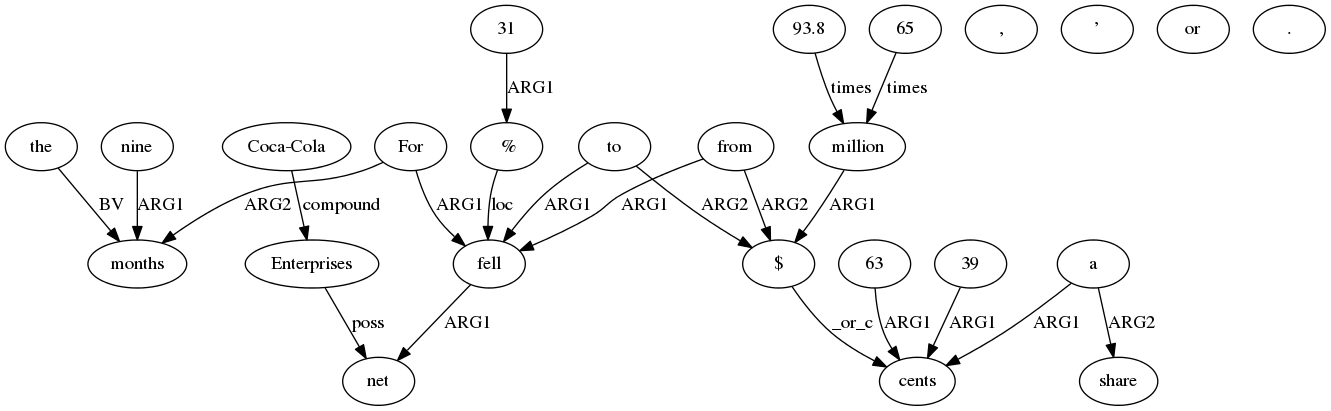 31 93.8 65 , ’ or .
ARG1 times times
the nine Coca-Cola For % to from million
BV ARG1 ARG2 compound ARG1 loc ARG1 ARG1 ARG2 ARG2 ARG1
months Enterprises fell $ 63 39 a
poss ARG1 _or_c ARG1 ARG1 ARG1 ARG2
net cents share